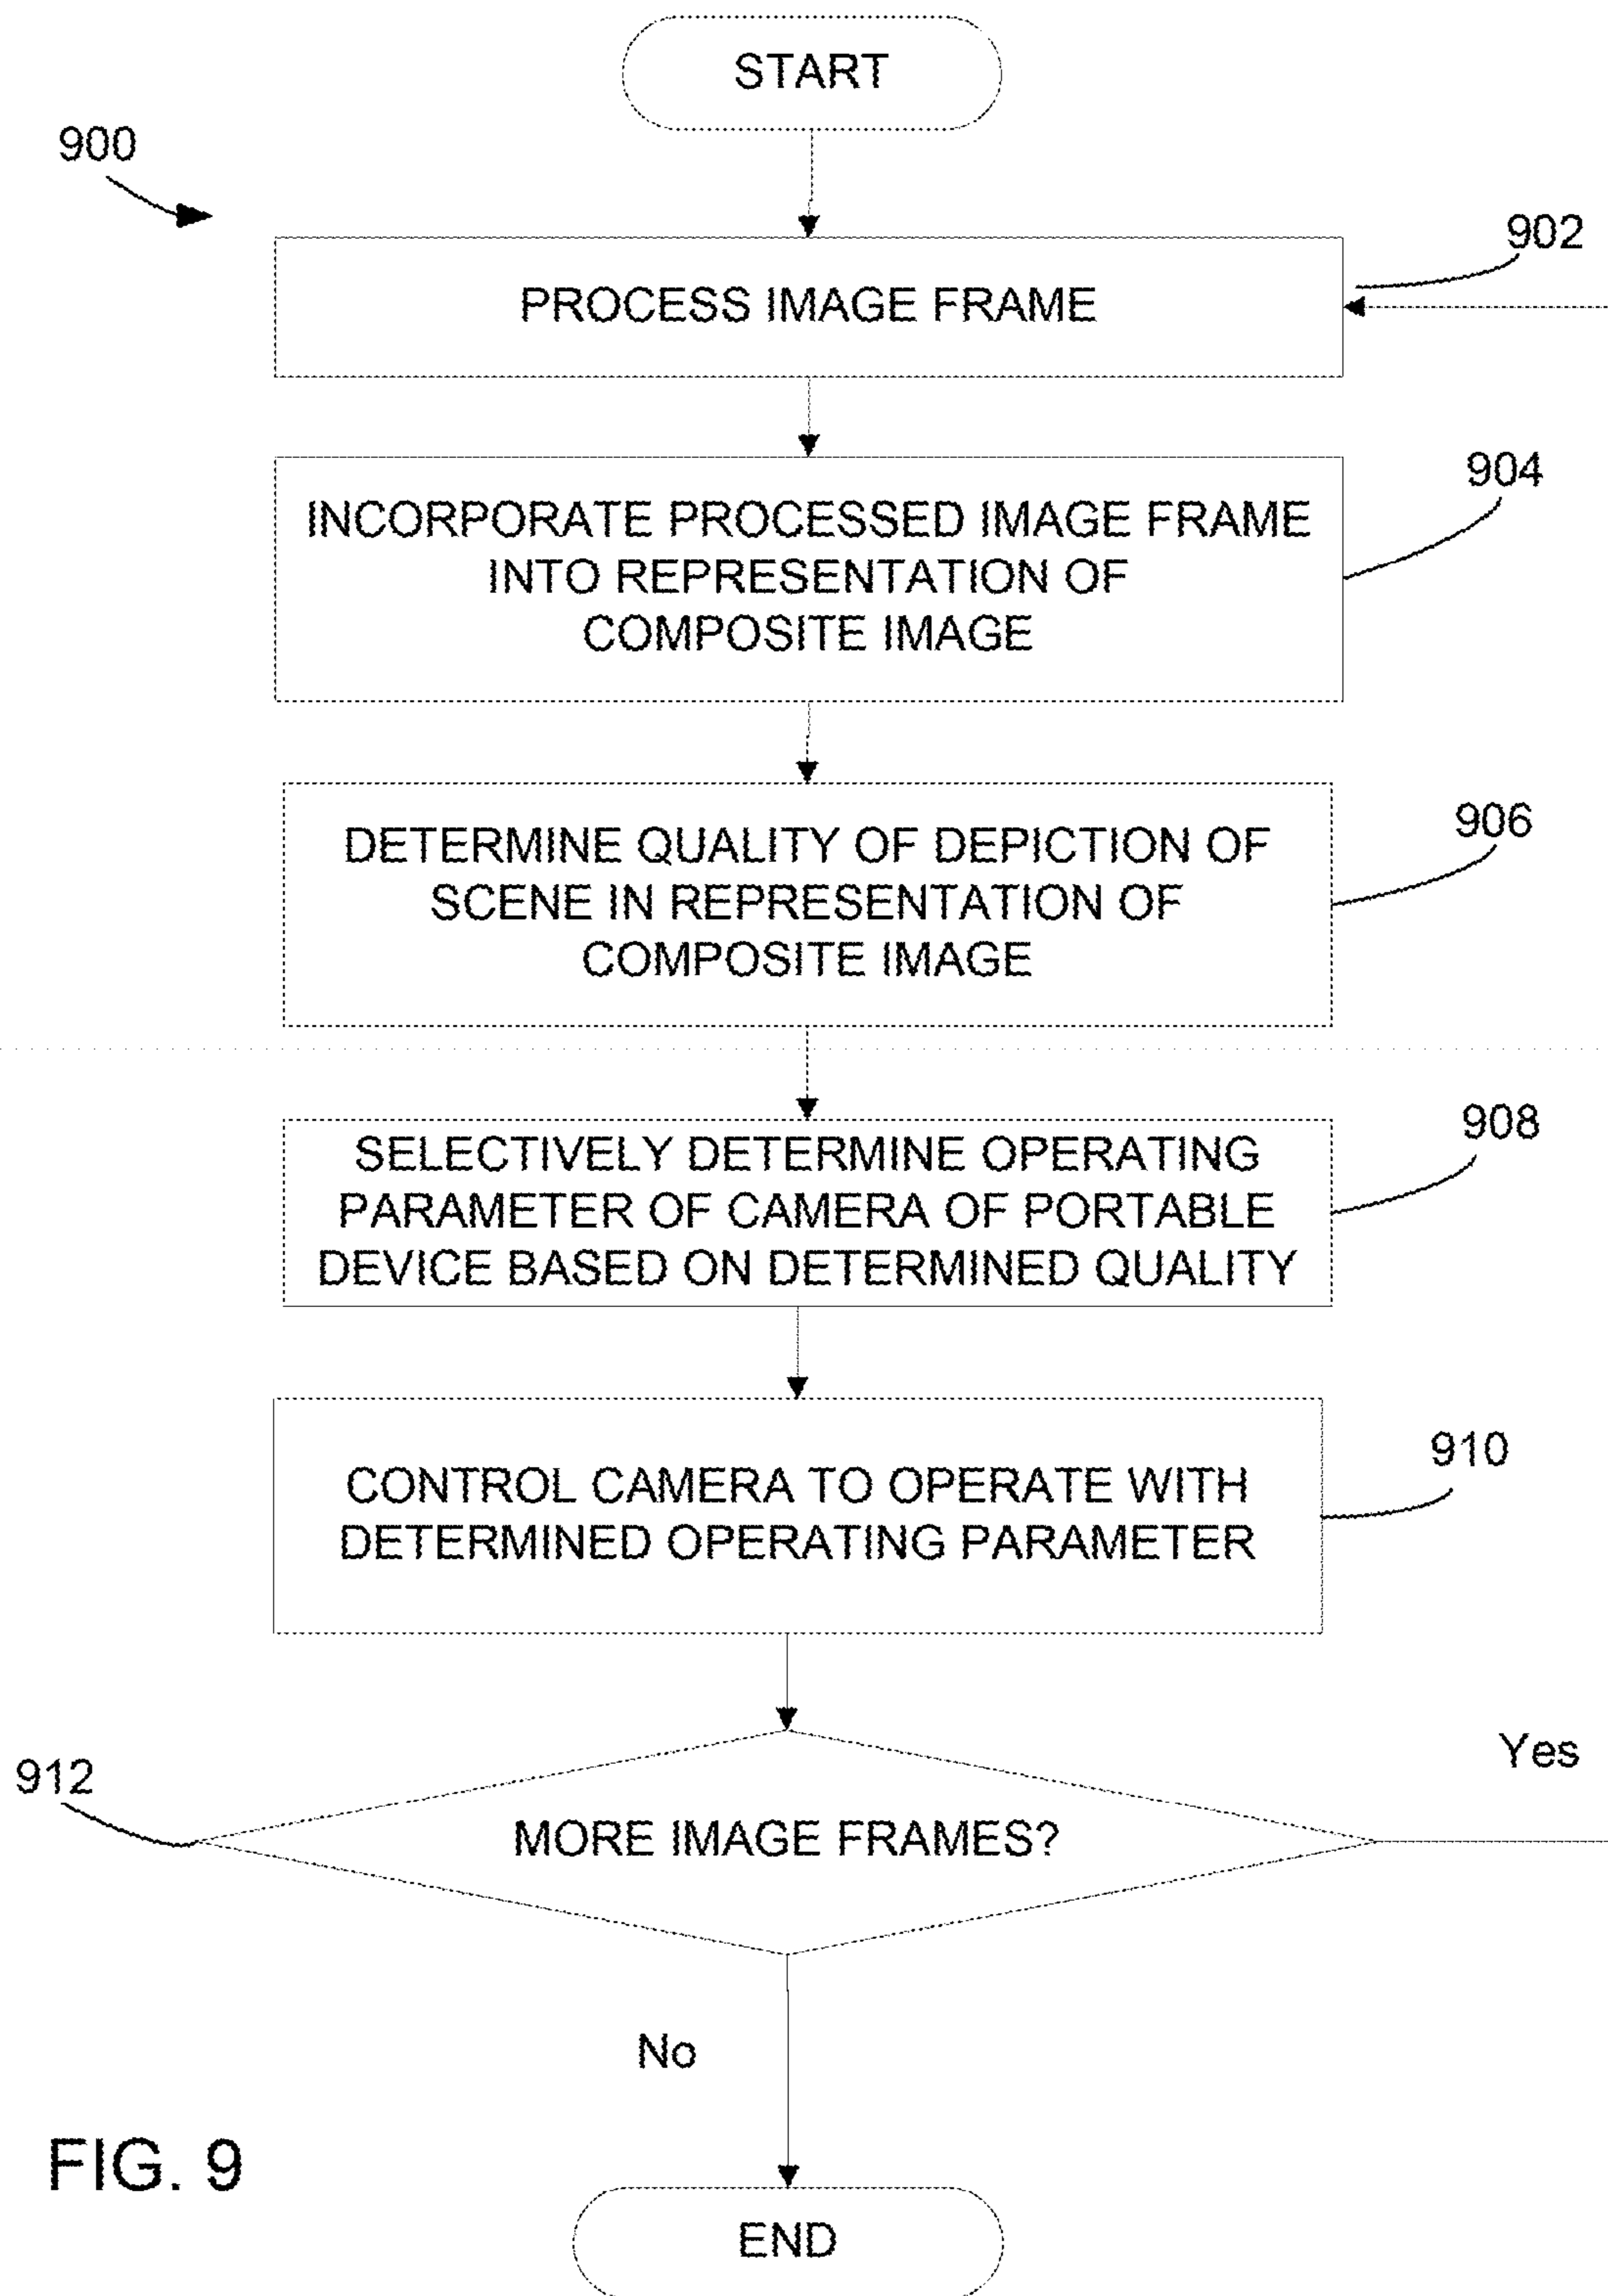 START
900
902
PROCESS IMAGE FRAME
904
INCORPORATE PROCESSED IMAGE FRAME
INTO REPRESENTATION OF
COMPOSITE IMAGE
906
DETERMINE QUALITY OF DEPICTION OF
SCENE IN REPRESENTATION OF
COMPOSITE IMAGE
908
SELECTIVELY DETERMINE OPERATING
PARAMETER OF CAMERA OF PORTABLE
DEVICE BASED ON DETERMINED QUALITY
910
CONTROL CAMERA TO OPERATE WITH
DETERMINED OPERATING PARAMETER
912
Yes
MORE IMAGE FRAMES?
No
FIG. 9
END